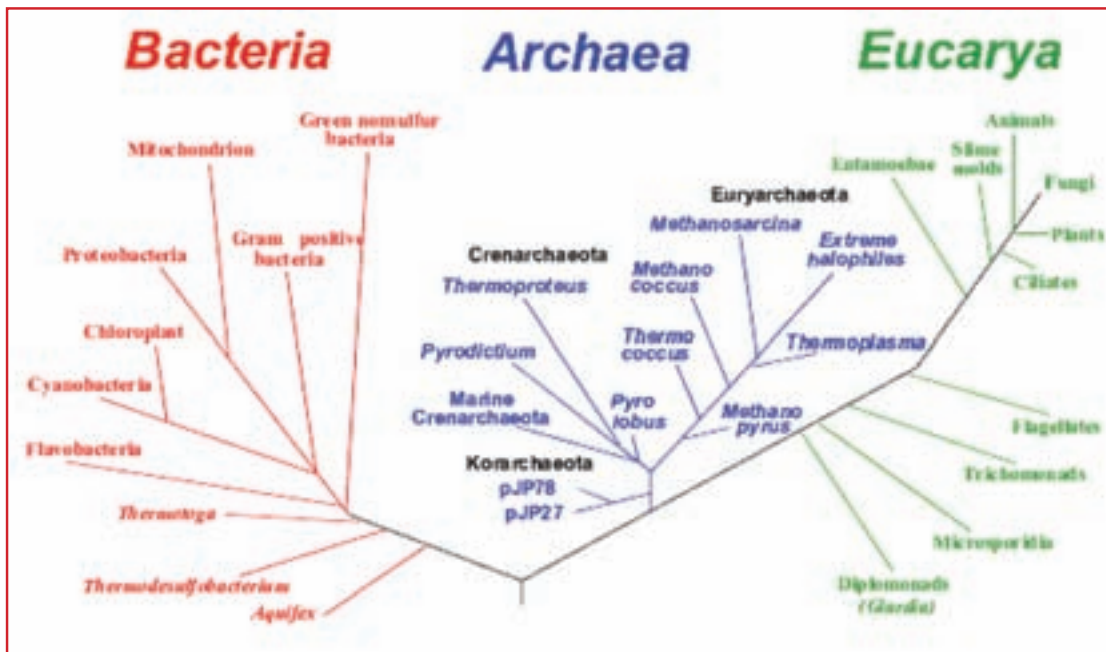 Bacteria
Archaea
Eucarya
Green nonsulfur
bacteria
Mitochondrion
Gram positive
bacteria
Proteobacteria
Chloroplant
Cyanobacteria
Flavobacteria
Thermotoga
Thermodesulfobacterium
Aquifex
Euryarchaeota
Methanosarcina
Extreme
halophiles
Crenarchaeota
Thermoproteus
Methano
coccus
Pyrodictium
Thermo
coccus
Thermoplasma
Marine
Crenarchaeota
Pyro
lobus
Methano
pyrus
Korarchaeota
pJP78
pJP27
Animals
Slime
molds
Entamoebae
Fungi
Plants
Ciliates
Flagellates
Trichomonads
Microsporidia
Diplomonads
(Giardia)